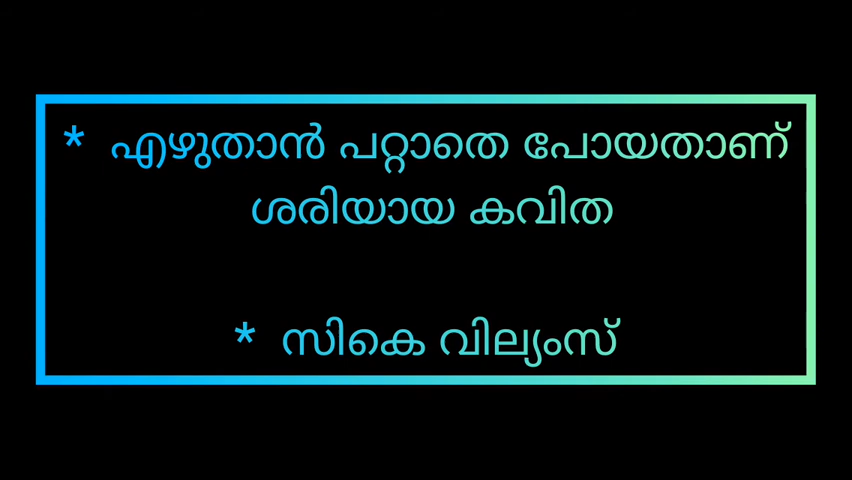 * എഴുതാൻ പറ്റാതെ പോയതാണ്
ശരിയായ കവിത
* സികെ വില്യംസ്